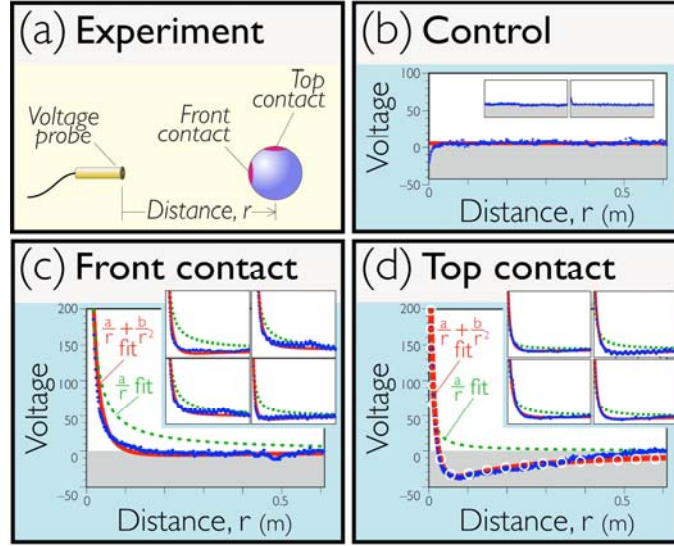 (a) Experiment
Voltage
probe
Front
contact
Top
contact
Distance, r
(b) Control
Voltage
100
50
0
−50
0
0.5
Distance, r (m)
(c) Front contact
Voltage
200
150
100
50
0
−50
a/r + b/r²
fit
a/r fit
0
0.5
Distance, r (m)
(d) Top contact
Voltage
200
150
100
50
0
−50
a/r + b/r²
fit
a/r fit
0
0.5
Distance, r (m)